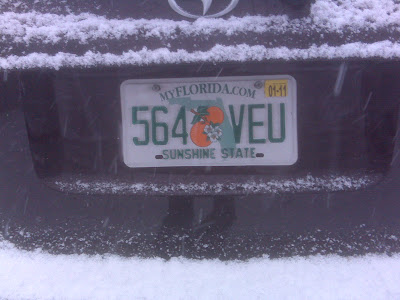 MYFLORIDA.COM
01-11
564 VEU
SUNSHINE STATE